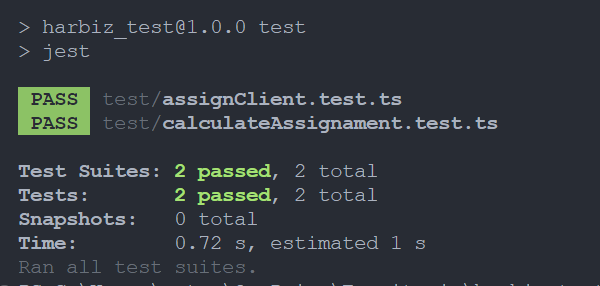 > harbiz_test@1.0.0 test
> jest
PASS test/assignClient.test.ts
PASS test/calculateAssignament.test.ts
Test Suites: 2 passed, 2 total
Tests: 2 passed, 2 total
Snapshots: 0 total
Time: 0.72 s, estimated 1 s
Ran all test suites.